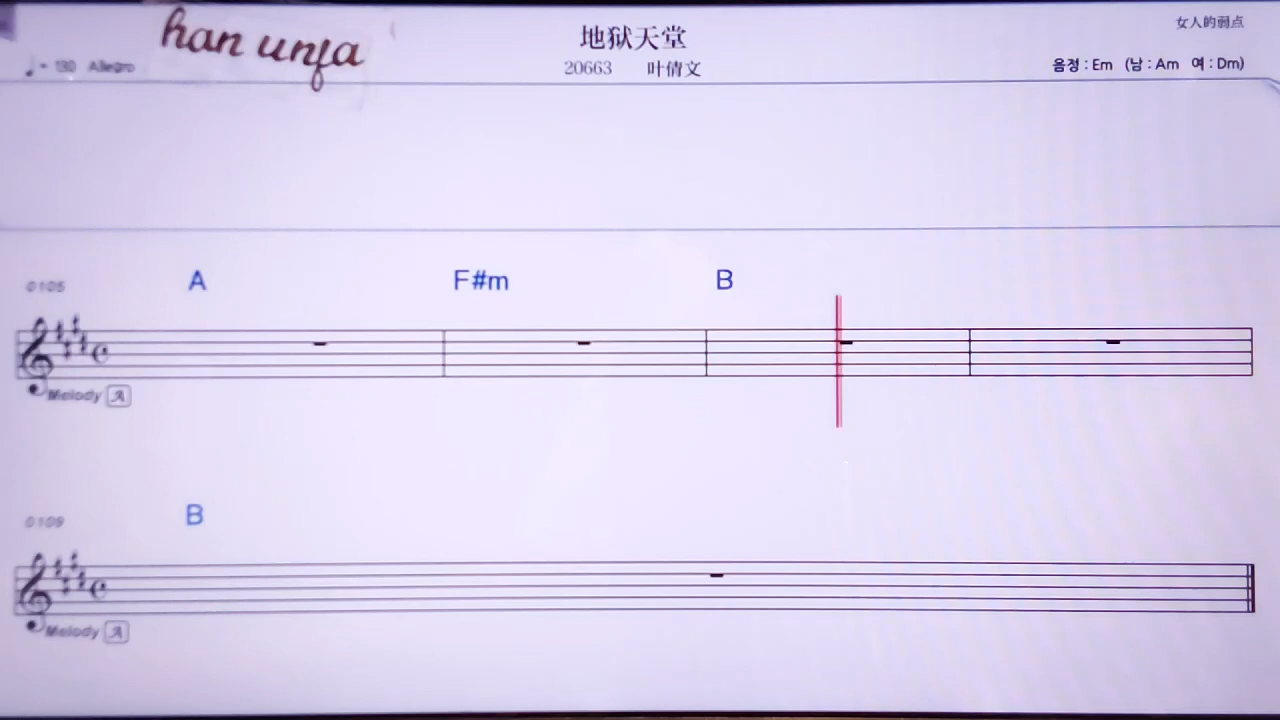 han unfa
地狱天堂
女人的弱点
♩= 130 Allegro
20663 叶倩文
음정 : Em (남 : Am 여 : Dm)
0105
A F#m B
Melody A
0109
B
Melody A